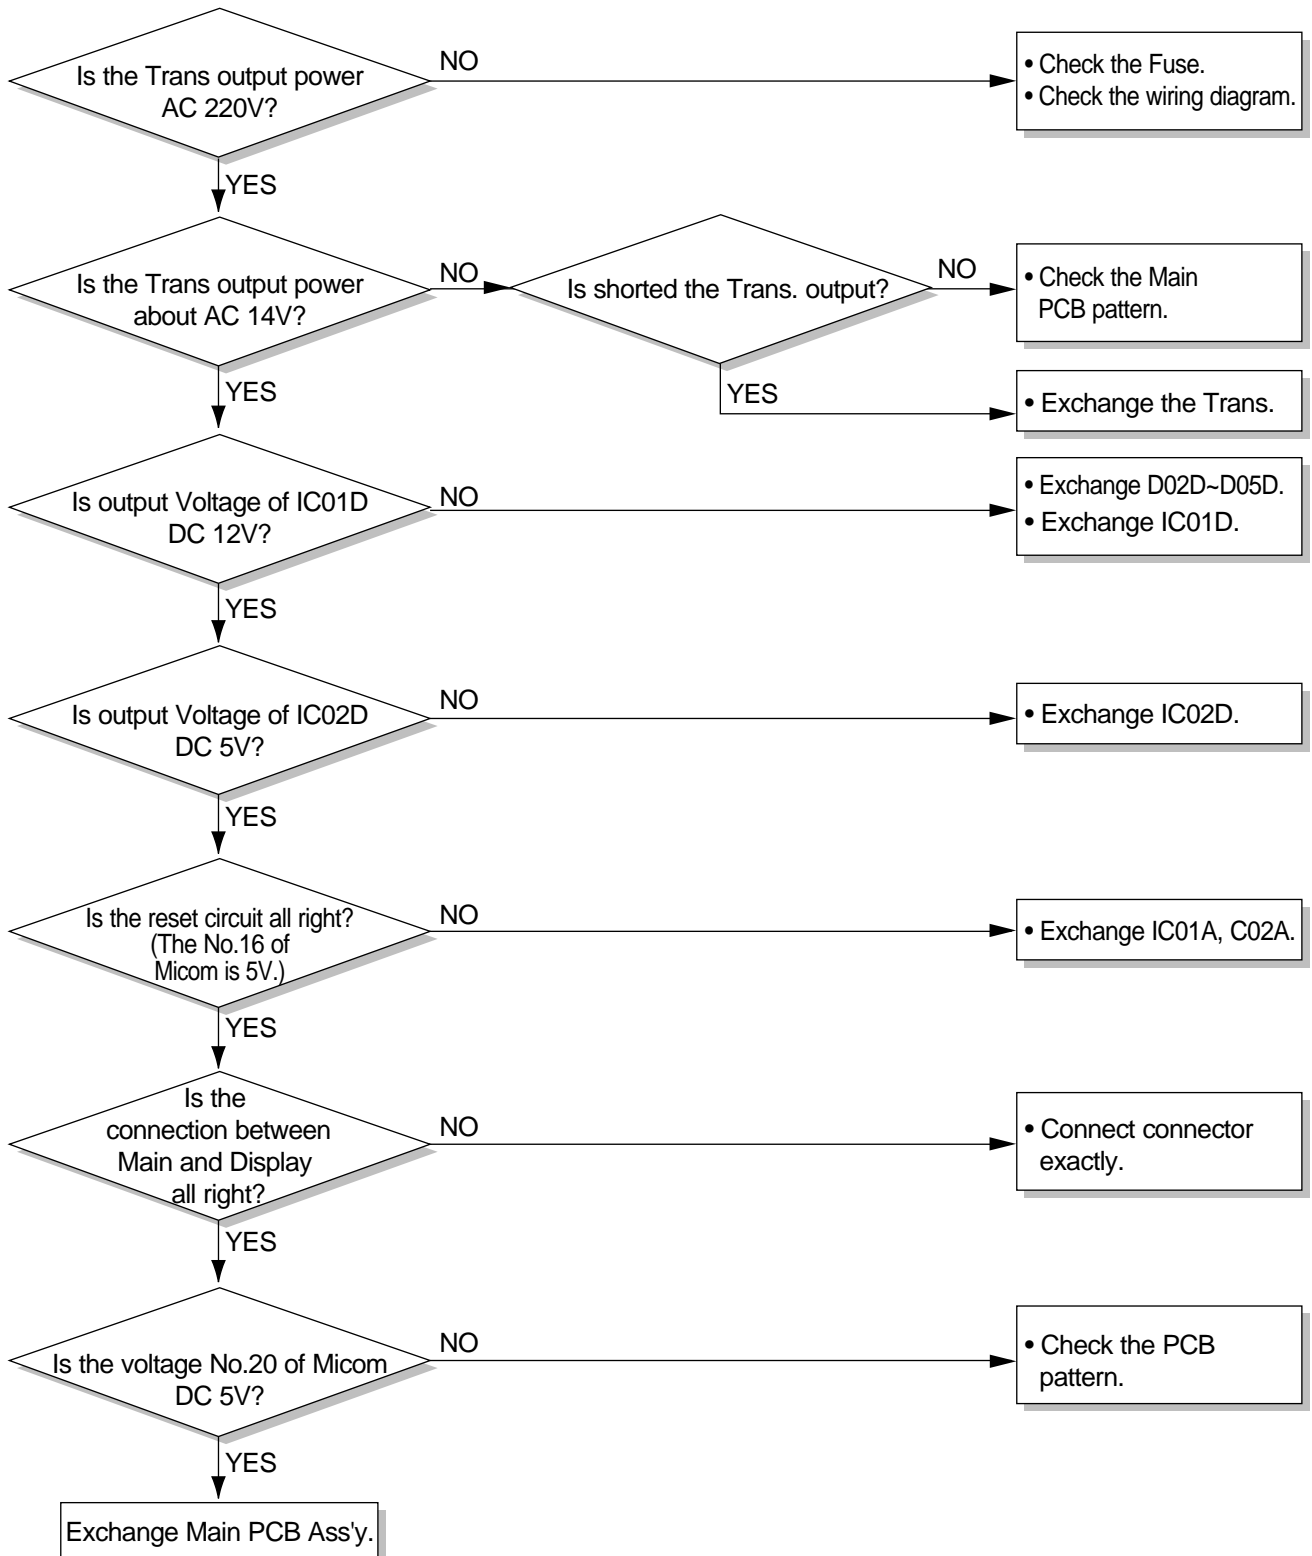 Is the Trans output power
AC 220V?
NO
• Check the Fuse.
• Check the wiring diagram.
YES
Is the Trans output power
about AC 14V?
NO
Is shorted the Trans. output?
NO
• Check the Main
PCB pattern.
YES
• Exchange the Trans.
YES
Is output Voltage of IC01D
DC 12V?
NO
• Exchange D02D~D05D.
• Exchange IC01D.
YES
Is output Voltage of IC02D
DC 5V?
NO
• Exchange IC02D.
YES
Is the reset circuit all right?
(The No.16 of
Micom is 5V.)
NO
• Exchange IC01A, C02A.
YES
Is the
connection between
Main and Display
all right?
NO
• Connect connector
exactly.
YES
Is the voltage No.20 of Micom
DC 5V?
NO
• Check the PCB
pattern.
YES
Exchange Main PCB Ass'y.